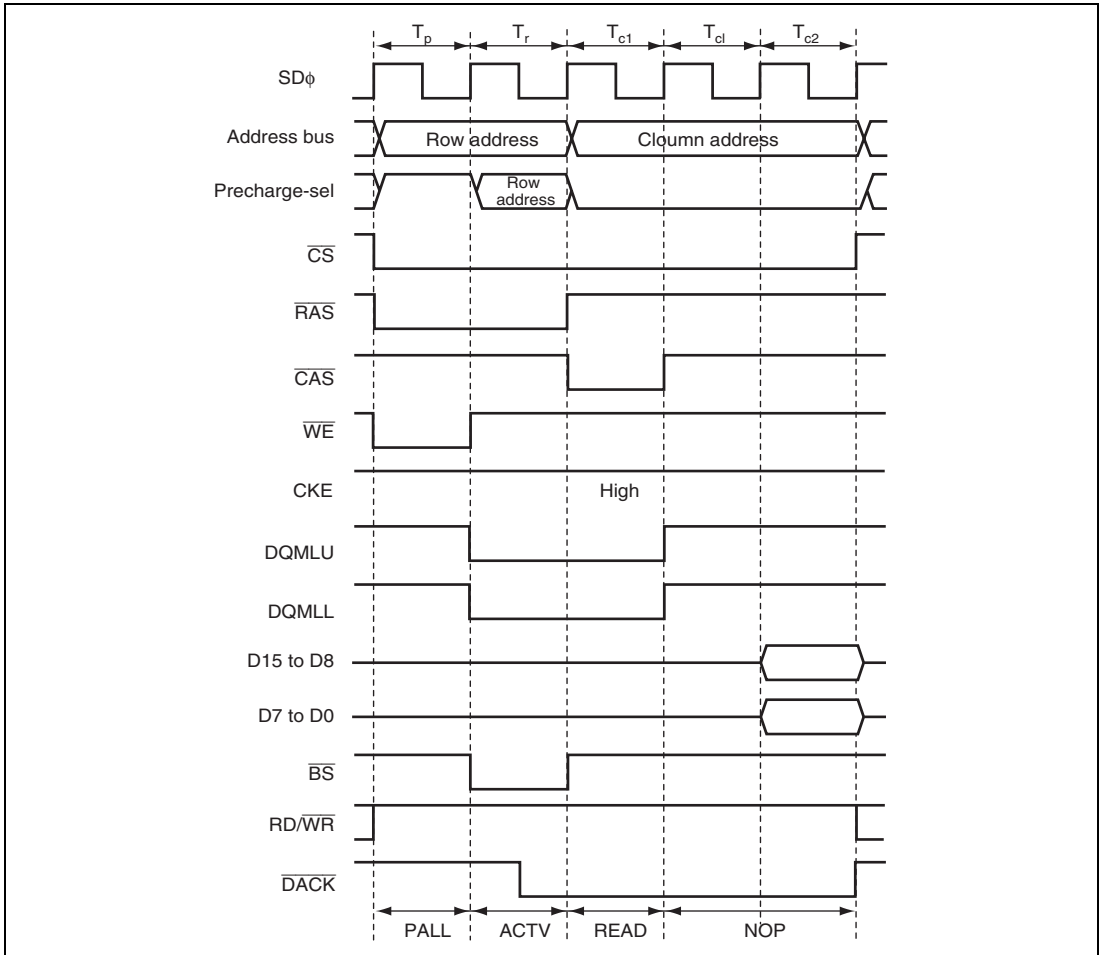 Tp Tr Tc1 Tcl Tc2
SDϕ
Address bus Row address Cloumn address
Precharge-sel Row address
CS
RAS
CAS
WE
CKE High
DQMLU
DQMLL
D15 to D8
D7 to D0
BS
RD/WR
DACK
PALL ACTV READ NOP